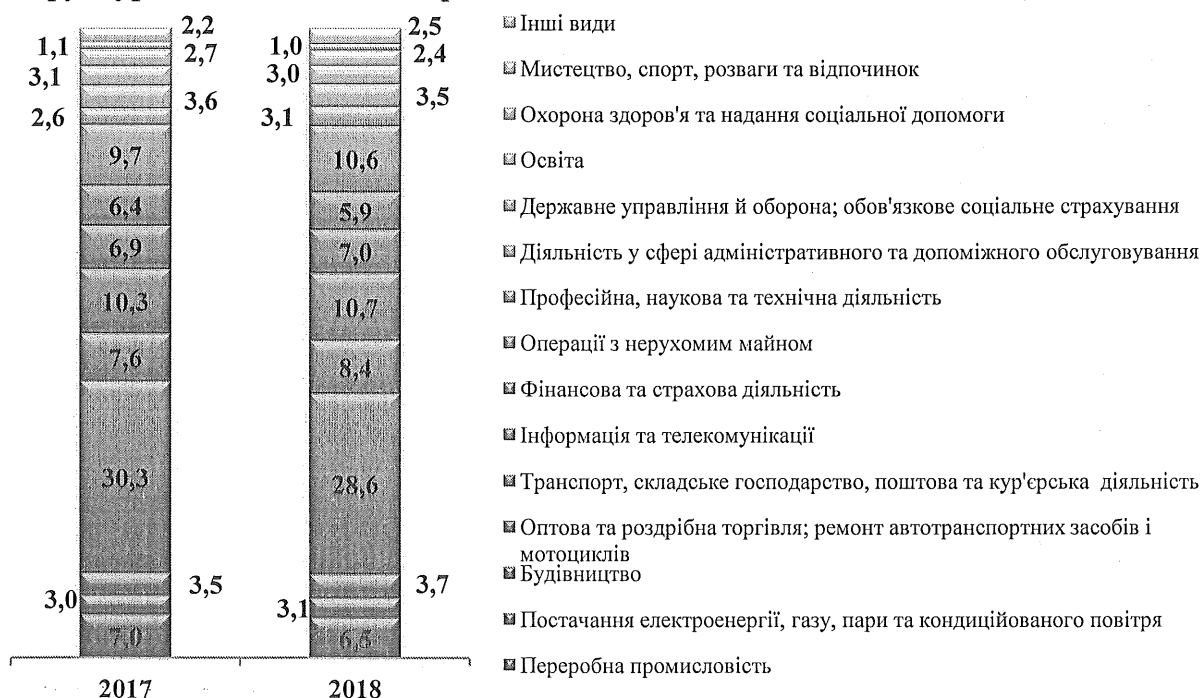 2,2
2,5
1,1
2,7
1,0
2,4
3,1
3,0
3,6
3,5
2,6
3,1
9,7
10,6
6,4
5,9
6,9
7,0
10,3
10,7
7,6
8,4
30,3
28,6
3,5
3,7
3,0
3,1
7,0
2017
2018
Інші види
Мистецтво, спорт, розваги та відпочинок
Охорона здоров'я та надання соціальної допомоги
Освіта
Державне управління й оборона; обов'язкове соціальне страхування
Діяльність у сфері адміністративного та допоміжного обслуговування
Професійна, наукова та технічна діяльність
Операції з нерухомим майном
Фінансова та страхова діяльність
Інформація та телекомунікації
Транспорт, складське господарство, поштова та кур'єрська діяльність
Оптова та роздрібна торгівля; ремонт автотранспортних засобів і
мотоциклів
Будівництво
Постачання електроенергії, газу, пари та кондиційованого повітря
Переробна промисловість